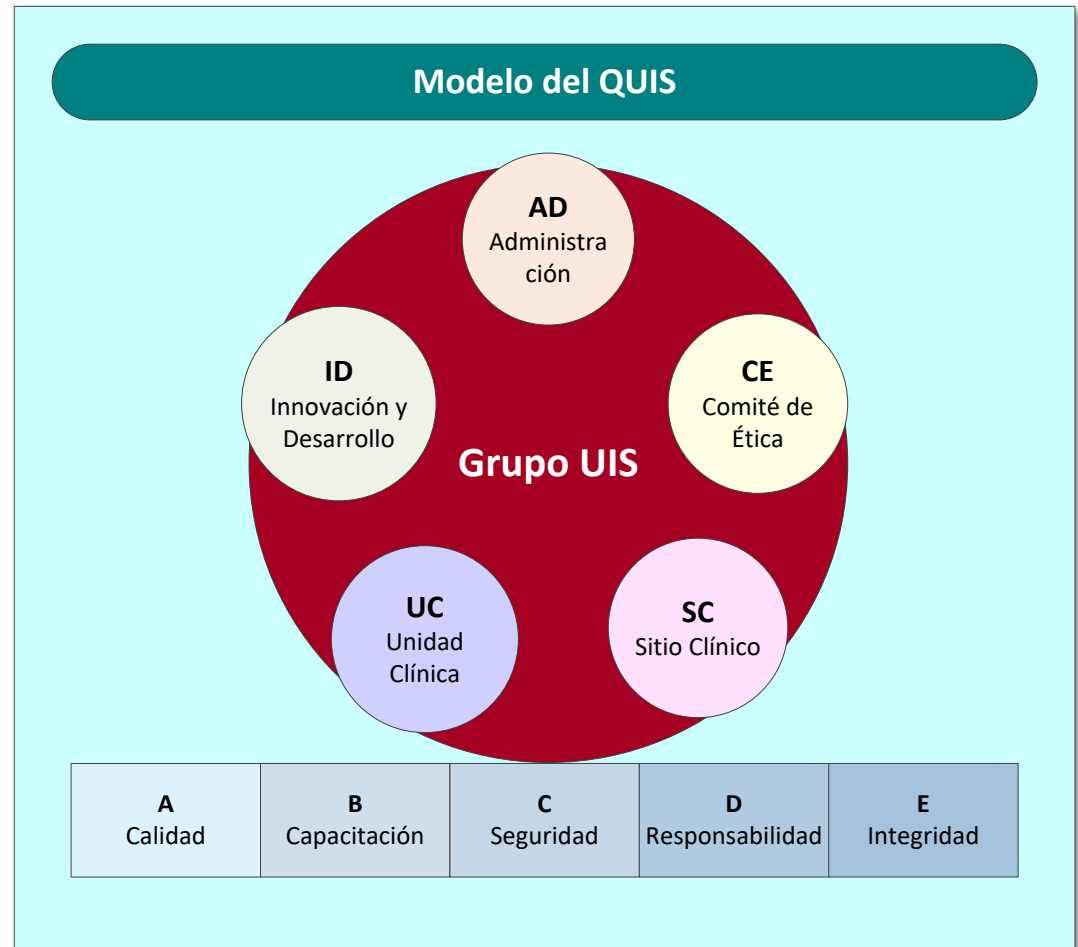 Modelo del QUIS
AD
Administra
ción
ID
Innovación y
Desarrollo
CE
Comité de
Ética
Grupo UIS
UC
Unidad
Clínica
SC
Sitio Clínico
A
Calidad
B
Capacitación
C
Seguridad
D
Responsabilidad
E
Integridad